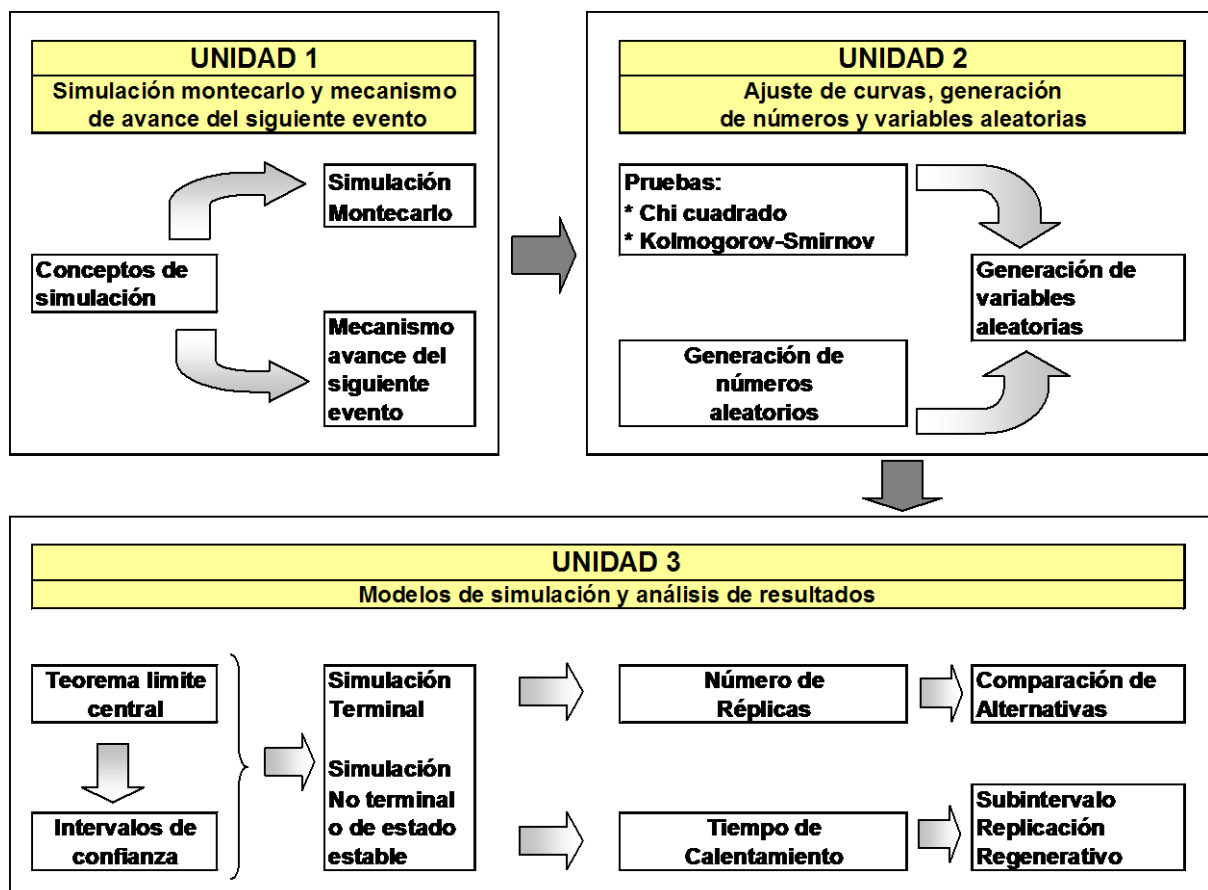 UNIDAD 1
Simulación montecarlo y mecanismo
de avance del siguiente evento
Simulación
Montecarlo
Conceptos de
simulación
Mecanismo
avance del
siguiente
evento
UNIDAD 2
Ajuste de curvas, generación
de números y variables aleatorias
Pruebas:
* Chi cuadrado
* Kolmogorov-Smirnov
Generación de
variables
aleatorias
Generación de
números
aleatorios
UNIDAD 3
Modelos de simulación y análisis de resultados
Teorema limite
central
Intervalos de
confianza
Simulación
Terminal
Simulación
No terminal
o de estado
estable
Número de
Réplicas
Comparación de
Alternativas
Tiempo de
Calentamiento
Subintervalo
Replicación
Regenerativo